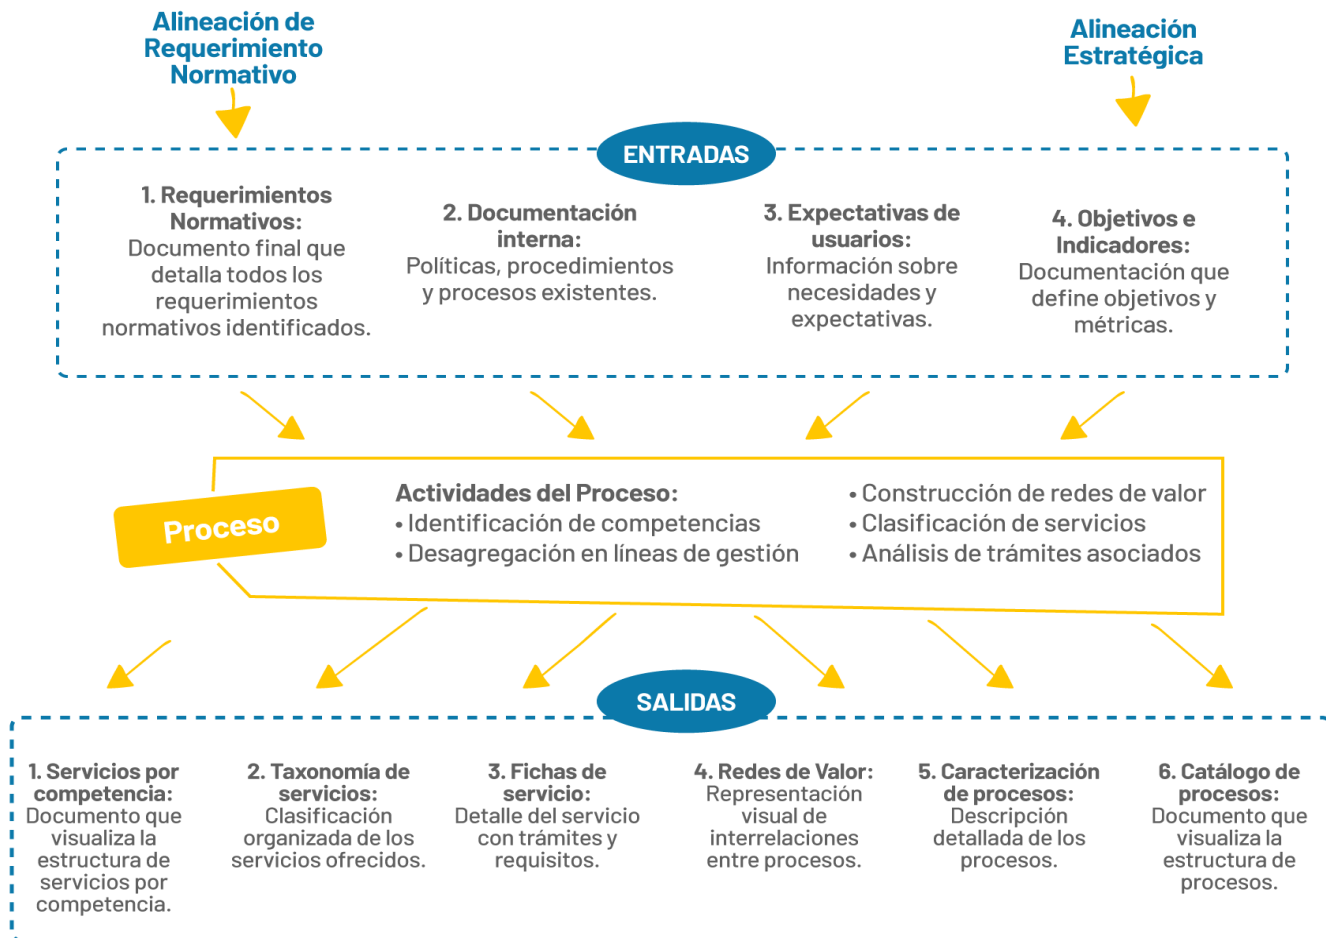 Alineación de
Requerimiento
Normativo
Alineación
Estratégica
ENTRADAS
1. Requerimientos
Normativos:
Documento final que
detalla todos los
requerimientos
normativos identificados.
2. Documentación
interna:
Políticas, procedimientos
y procesos existentes.
3. Expectativas de
usuarios:
Información sobre
necesidades y
expectativas.
4. Objetivos e
Indicadores:
Documentación que
define objetivos y
métricas.
Proceso
Actividades del Proceso:
• Identificación de competencias
• Desagregación en líneas de gestión
• Construcción de redes de valor
• Clasificación de servicios
• Análisis de trámites asociados
SALIDAS
1. Servicios por
competencia:
Documento que
visualiza la
estructura de
servicios por
competencia.
2. Taxonomía de
servicios:
Clasificación
organizada de los
servicios ofrecidos.
3. Fichas de
servicio:
Detalle del servicio
con trámites y
requisitos.
4. Redes de Valor:
Representación
visual de
interrelaciones
entre procesos.
5. Caracterización
de procesos:
Descripción
detallada de los
procesos.
6. Catálogo de
procesos:
Documento que
visualiza la
estructura de
procesos.